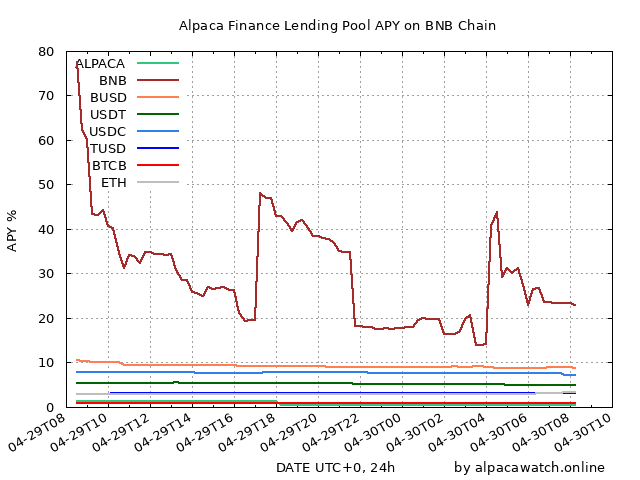 Alpaca Finance Lending Pool APY on BNB Chain
80
70
60
50
40
30
20
10
0
APY %
ALPACA
BNB
BUSD
USDT
USDC
TUSD
BTCB
ETH
04-29T08
04-29T10
04-29T12
04-29T14
04-29T16
04-29T18
04-29T20
04-29T22
04-30T00
04-30T02
04-30T04
04-30T06
04-30T08
04-30T10
DATE UTC+0, 24h
by alpacawatch.online